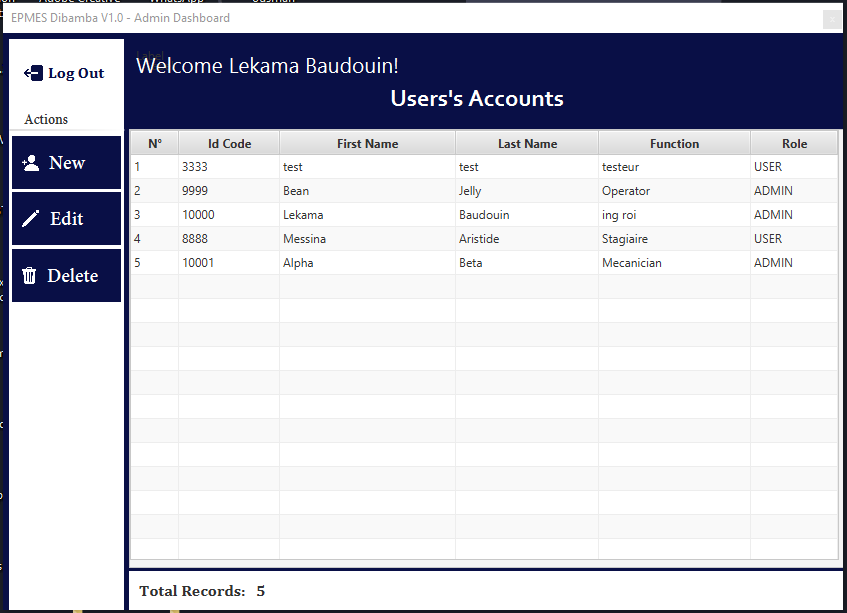 EPMES Dibamba V1.0 - Admin Dashboard
Log Out
Label
Welcome Lekama Baudouin!
Users's Accounts
Actions
New
Edit
Delete
N° Id Code First Name Last Name Function Role
1 3333 test test testeur USER
2 9999 Bean Jelly Operator ADMIN
3 10000 Lekama Baudouin ing roi ADMIN
4 8888 Messina Aristide Stagiaire USER
5 10001 Alpha Beta Mecanician ADMIN
Total Records: 5